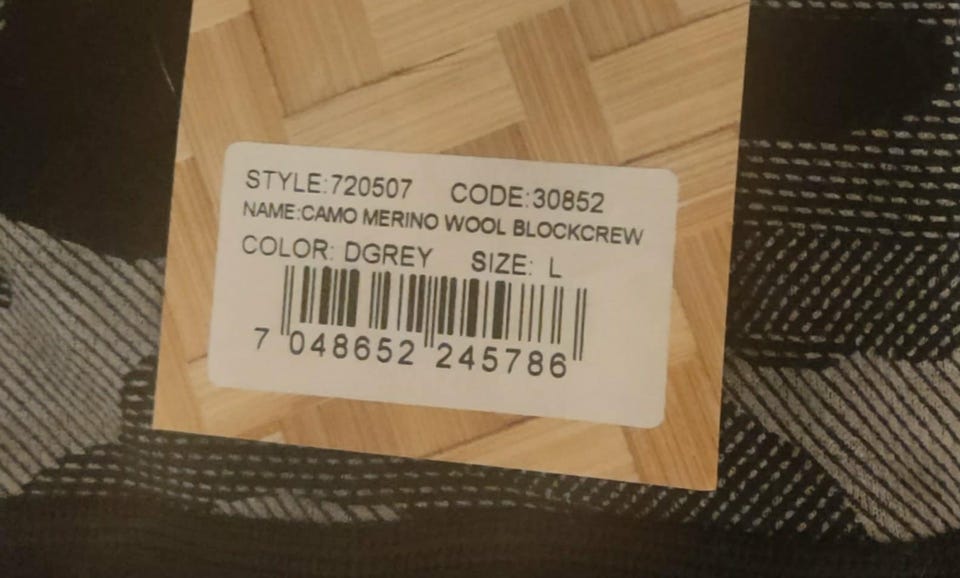 STYLE:720507 CODE:30852
NAME:CAMO MERINO WOOL BLOCKCREW
COLOR: DGREY SIZE: L
7 048652 245786